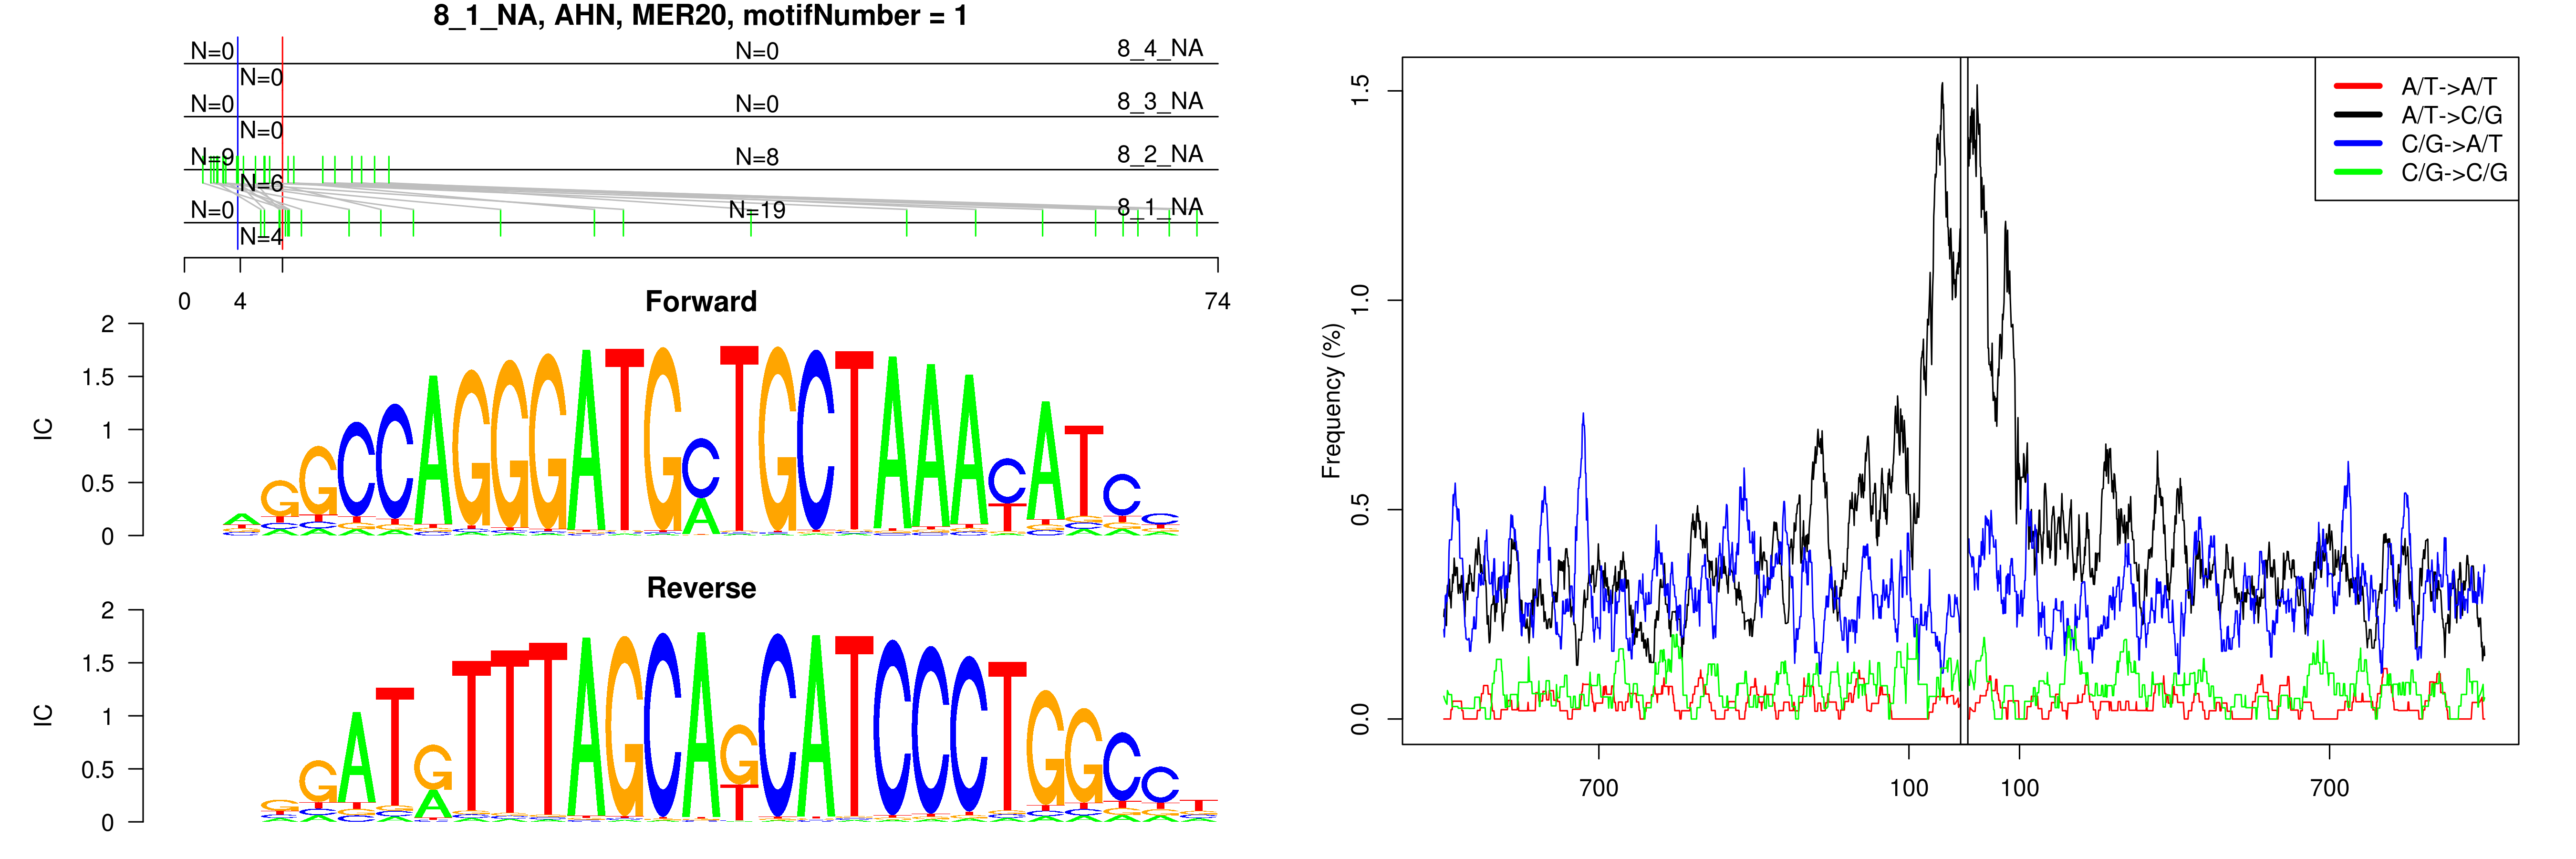 8_1_NA, AHN, MER20, motifNumber = 1
N=0 N=0 8_4_NA
N=0
N=0 N=0 8_3_NA
N=0
N=9 N=8 8_2_NA
N=6
N=0 N=19 8_1_NA
N=4
0 4 74
Forward
2
1.5
1
0.5
0
IC
AGGCCAGGGATGCTGCTAAACATCC
A T
Reverse
2
1.5
1
0.5
0
IC
GGATGTTTAGCAGCATCCCTGGCCT
A T
1.5
1.0
0.5
0.0
Frequency (%)
A/T->A/T
A/T->C/G
C/G->A/T
C/G->C/G
700 100 100 700